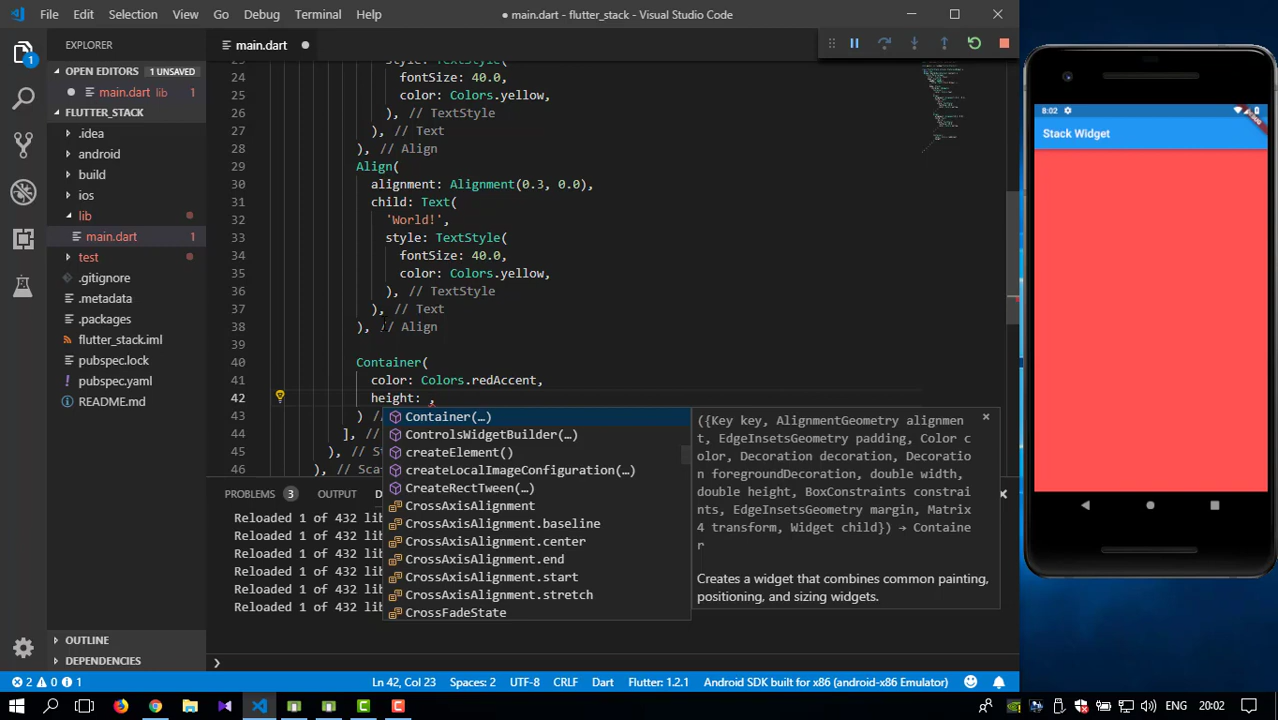 File Edit Selection View Go Debug Terminal Help
● main.dart - flutter_stack - Visual Studio Code
EXPLORER
OPEN EDITORS 1 UNSAVED
main.dart lib 1
FLUTTER_STACK
.idea
android
build
ios
lib
main.dart 1
test
.gitignore
.metadata
.packages
flutter_stack.iml
pubspec.lock
pubspec.yaml
README.md
OUTLINE
DEPENDENCIES
1
main.dart
23 style: TextStyle(
24 fontSize: 40.0,
25 color: Colors.yellow,
26 ), // TextStyle
27 ), // Text
28 ), // Align
29 Align(
30 alignment: Alignment(0.3, 0.0),
31 child: Text(
32 'World!',
33 style: TextStyle(
34 fontSize: 40.0,
35 color: Colors.yellow,
36 ), // TextStyle
37 ), // Text
38 ), // Align
39
40 Container(
41 color: Colors.redAccent,
42 height: ,
43 ) //
44 ], //
45 ), // St
46 ), // Sca
Container(…)
ControlsWidgetBuilder(…)
createElement()
createLocalImageConfiguration(…)
CreateRectTween(…)
CrossAxisAlignment
CrossAxisAlignment.baseline
CrossAxisAlignment.center
CrossAxisAlignment.end
CrossAxisAlignment.start
CrossAxisAlignment.stretch
CrossFadeState
({Key key, AlignmentGeometry alignmen
t, EdgeInsetsGeometry padding, Color c
olor, Decoration decoration, Decoratio
n foregroundDecoration, double width,
double height, BoxConstraints constrai
nts, EdgeInsetsGeometry margin, Matrix
4 transform, Widget child}) → Containe
r
Creates a widget that combines common painting,
positioning, and sizing widgets.
PROBLEMS 3 OUTPUT D
Reloaded 1 of 432 lib
Reloaded 1 of 432 lib
Reloaded 1 of 432 lib
Reloaded 1 of 432 lib
Reloaded 1 of 432 lib
Reloaded 1 of 432 lib
2 0 1
Ln 42, Col 23 Spaces: 2 UTF-8 CRLF Dart Flutter: 1.2.1 Android SDK built for x86 (android-x86 Emulator)
8:02
Stack Widget
ENG 20:02